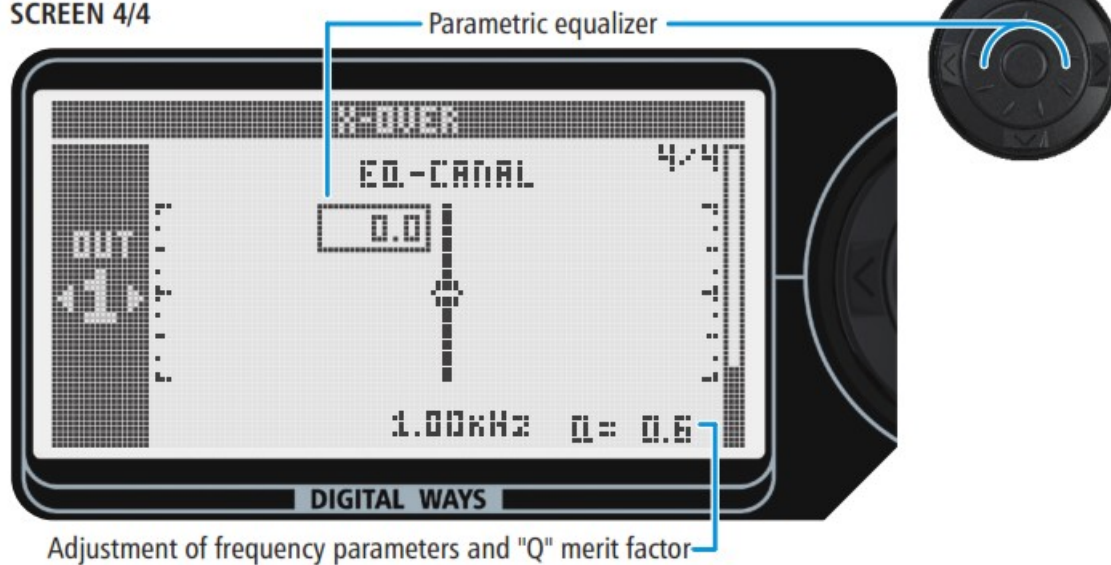 SCREEN 4/4
Parametric equalizer
X-OVER
4/4
EQ.-CANAL
0.0
OUT
1
1.00KHz Q= 0.6
DIGITAL WAYS
Adjustment of frequency parameters and "Q" merit factor